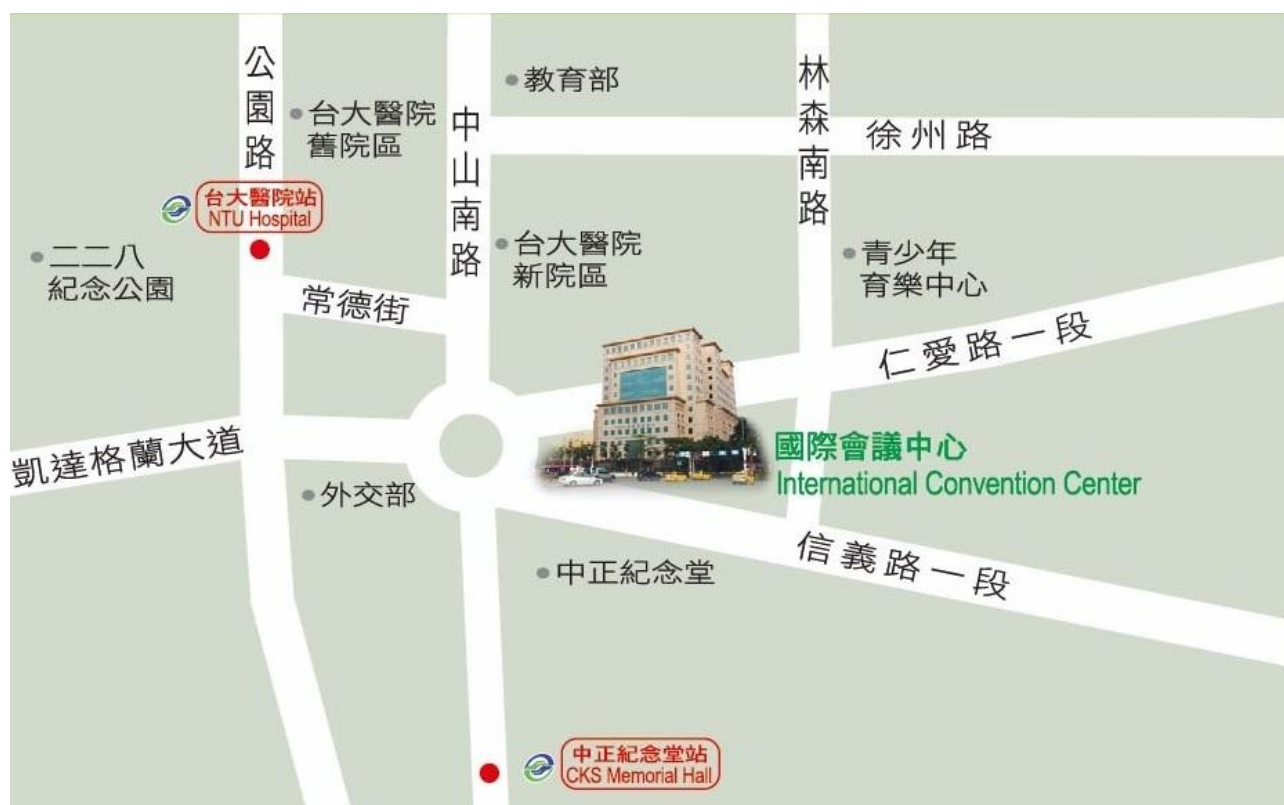 公園路
台大醫院
舊院區
中山南路
教育部
林森南路
徐州路
台大醫院站
NTU Hospital
二二八
紀念公園
常德街
台大醫院
新院區
青少年
育樂中心
仁愛路一段
凱達格蘭大道
國際會議中心
International Convention Center
外交部
信義路一段
中正紀念堂
中正紀念堂站
CKS Memorial Hall